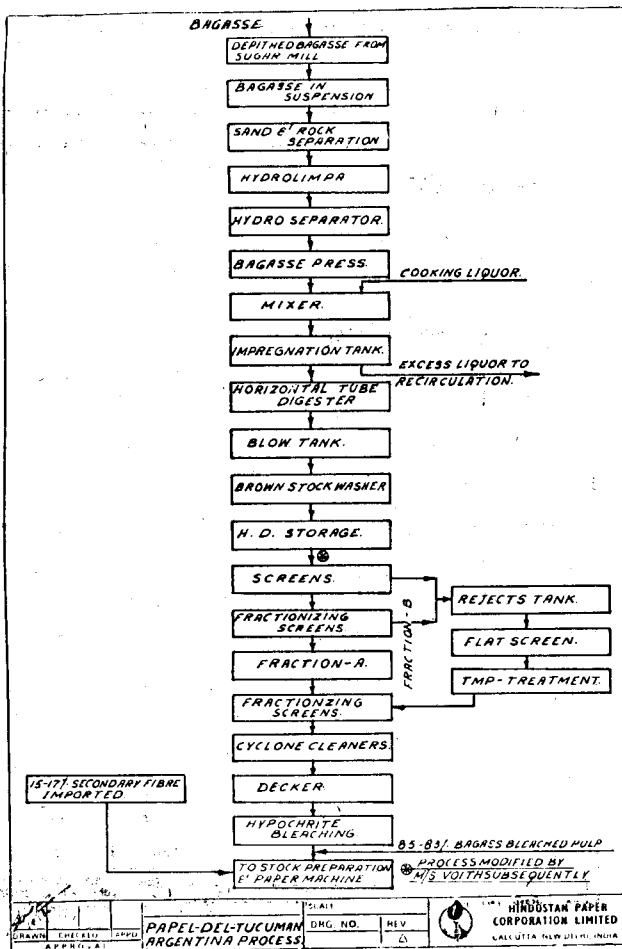 BAGASSE
DEPITHED BAGASSE FROM
SUGAR MILL
BAGASSE IN
SUSPENSION
SAND & ROCK
SEPARATION
HYDROLIMPA
HYDRO SEPARATOR.
BAGASSE PRESS.
COOKING LIQUOR.
MIXER.
IMPREGNATION TANK.
EXCESS LIQUOR TO
RECIRCULATION.
HORIZONTAL TUBE
DIGESTER
BLOW TANK.
BROWN STOCK WASHER
H. D. STORAGE.
SCREENS.
REJECTS TANK.
FRACTIONIZING
SCREENS
FRACTION-B
FLAT SCREEN.
FRACTION-A.
TMP-TREATMENT.
FRACTIONZING
SCREENS.
CYCLONE CLEANERS.
DECKER.
15-17% SECONDARY FIBRE
IMPORTED
HYPOCHRITE
BLEACHING
85-83% BAGASS BLEACHED PULP
TO STOCK PREPARATION
& PAPER MACHINE
PROCESS MODIFIED BY
M/S VOITH SUBSEQUENTLY
DRAWN CHECKED APPD
APPROVAL
PAPEL-DEL-TUCUMAN
ARGENTINA PROCESS
SCALE
DRG. NO.
REV
HINDUSTAN PAPER
CORPORATION LIMITED
CALCUTTA NEW DELHI, INDIA